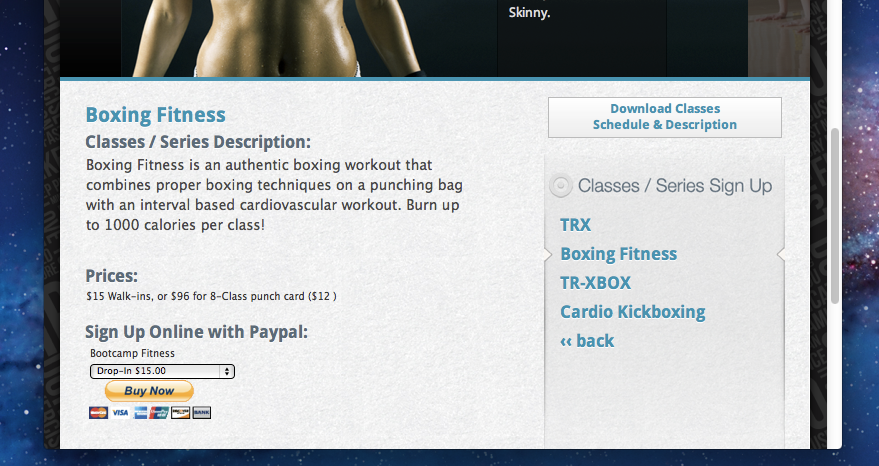 Skinny.
Boxing Fitness
Classes / Series Description:
Boxing Fitness is an authentic boxing workout that
combines proper boxing techniques on a punching bag
with an interval based cardiovascular workout. Burn up
to 1000 calories per class!
Prices:
$15 Walk-ins, or $96 for 8-Class punch card ($12 )
Sign Up Online with Paypal:
Bootcamp Fitness
Drop-In $15.00
Buy Now
VISA
BANK
Download Classes
Schedule & Description
Classes / Series Sign Up
TRX
Boxing Fitness
TR-XBOX
Cardio Kickboxing
‹‹ back